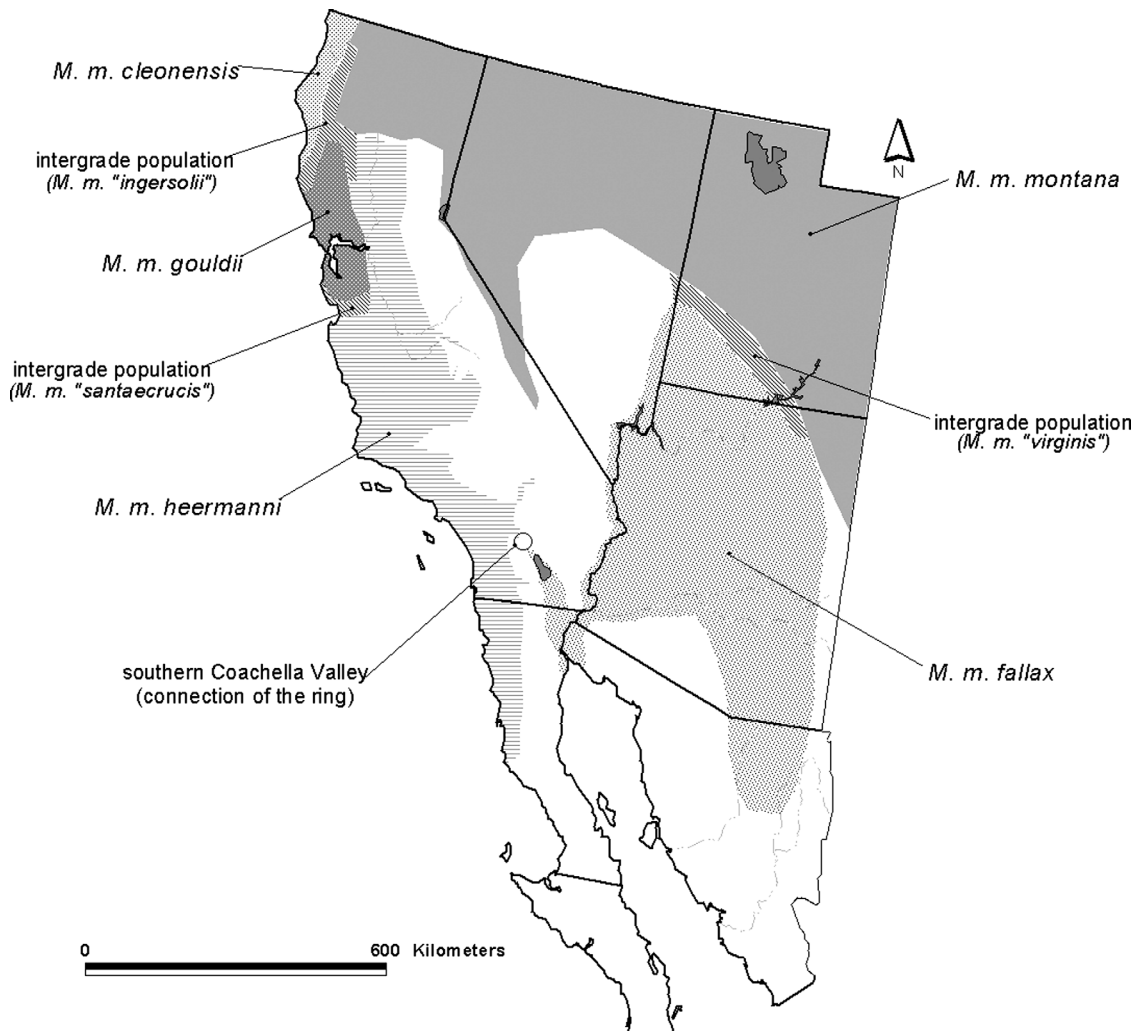 M. m. cleonensis
intergrade population
(M. m. "ingersolii")
M. m. gouldii
intergrade population
(M. m. "santaecrucis")
M. m. heermanni
southern Coachella Valley
(connection of the ring)
N
M. m. montana
intergrade population
(M. m. "virginis")
M. m. fallax
0 600 Kilometers